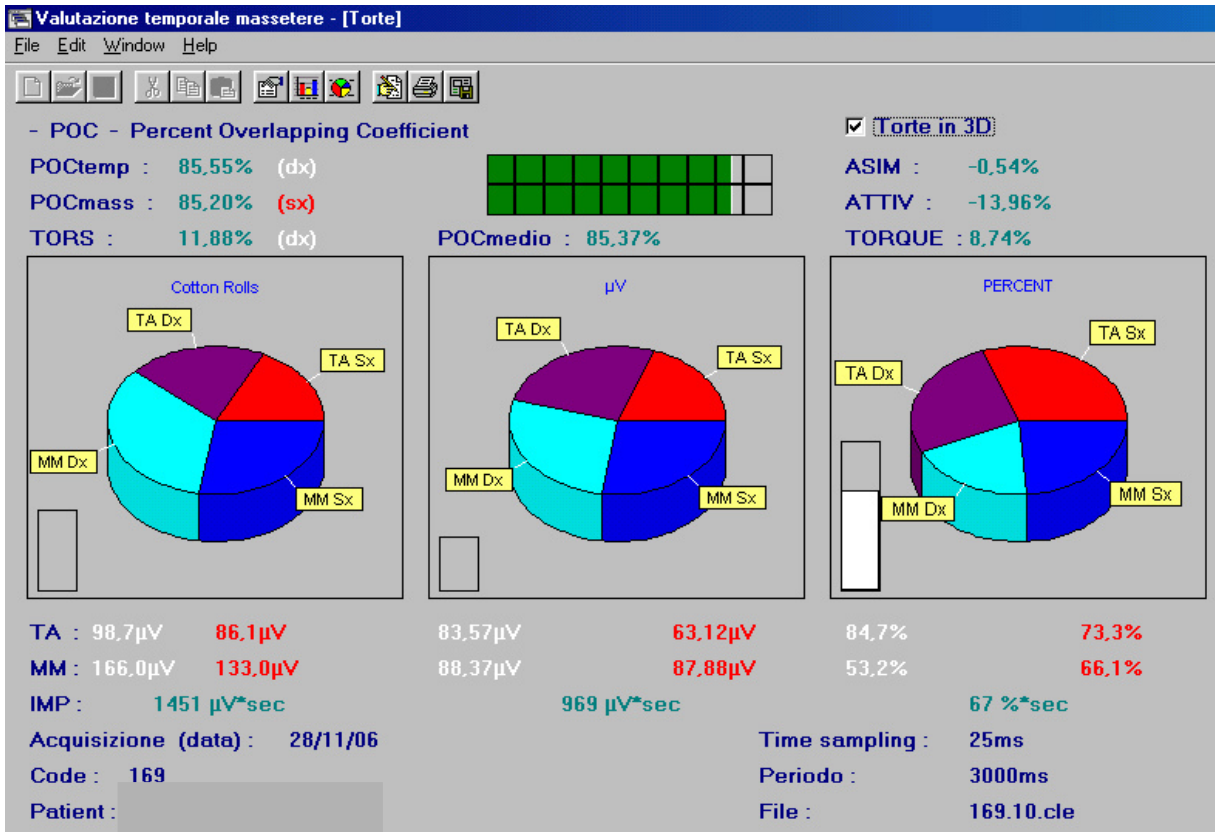 Valutazione temporale massetere - [Torte]
File Edit Window Help
- POC - Percent Overlapping Coefficient
Torte in 3D
POCtemp : 85,55% (dx)
ASIM : -0,54%
POCmass : 85,20% (sx)
ATTIV : -13,96%
TORS : 11,88% (dx)
POCmedio : 85,37%
TORQUE : 8,74%
Cotton Rolls
TA Dx
TA Sx
MM Dx
MM Sx
µV
TA Dx
TA Sx
MM Dx
MM Sx
PERCENT
TA Sx
TA Dx
MM Sx
MM Dx
TA : 98,7µV 86,1µV 83,57µV 63,12µV 84,7% 73,3%
MM : 166,0µV 133,0µV 88,37µV 87,88µV 53,2% 66,1%
IMP : 1451 µV*sec 969 µV*sec 67 %*sec
Acquisizione (data) : 28/11/06
Time sampling : 25ms
Code : 169
Periodo : 3000ms
Patient :
File : 169.10.cle